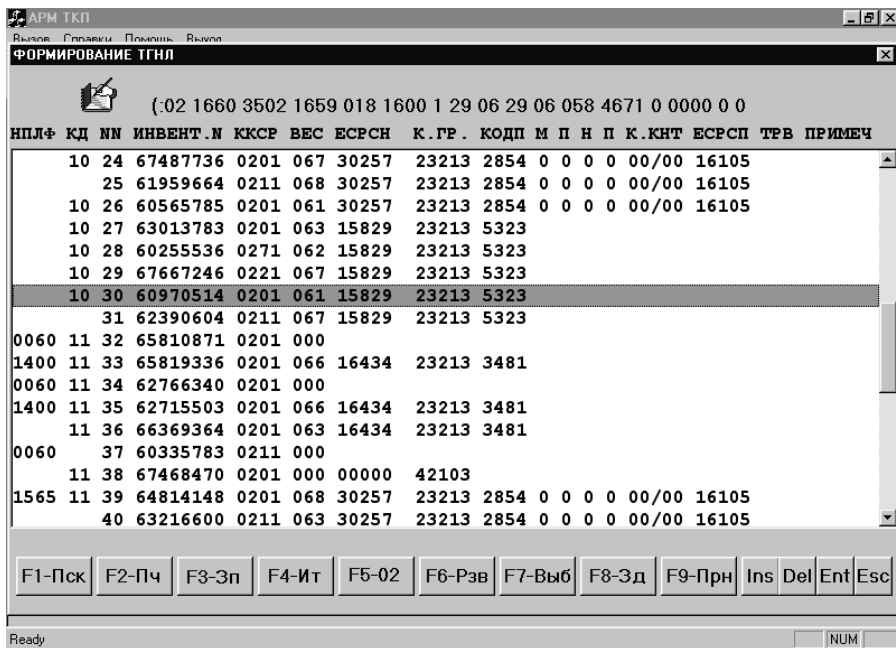 АРМ ТКП
Вызов Справки Помощь Выход
ФОРМИРОВАНИЕ ТГНЛ
(:02 1660 3502 1659 018 1600 1 29 06 29 06 058 4671 0 0000 0 0
НПЛФ КД NN ИНВЕНТ.N ККСР ВЕС ЕСРСН К.ГР. КОДП М П Н П К.КНТ ЕСРСП ТРВ ПРИМЕЧ
10 24 67487736 0201 067 30257 23213 2854 0 0 0 0 00/00 16105
25 61959664 0211 068 30257 23213 2854 0 0 0 0 00/00 16105
10 26 60565785 0201 061 30257 23213 2854 0 0 0 0 00/00 16105
10 27 63013783 0201 063 15829 23213 5323
10 28 60255536 0271 062 15829 23213 5323
10 29 67667246 0221 067 15829 23213 5323
10 30 60970514 0201 061 15829 23213 5323
31 62390604 0211 067 15829 23213 5323
0060 11 32 65810871 0201 000
1400 11 33 65819336 0201 066 16434 23213 3481
0060 11 34 62766340 0201 000
1400 11 35 62715503 0201 066 16434 23213 3481
11 36 66369364 0201 063 16434 23213 3481
0060 37 60335783 0211 000
11 38 67468470 0201 000 00000 42103
1565 11 39 64814148 0201 068 30257 23213 2854 0 0 0 0 00/00 16105
40 63216600 0211 063 30257 23213 2854 0 0 0 0 00/00 16105
F1-Пск F2-Пч F3-Зп F4-Ит F5-02 F6-Рзв F7-Выб F8-Зд F9-Прн Ins Del Ent Esc
Ready NUM